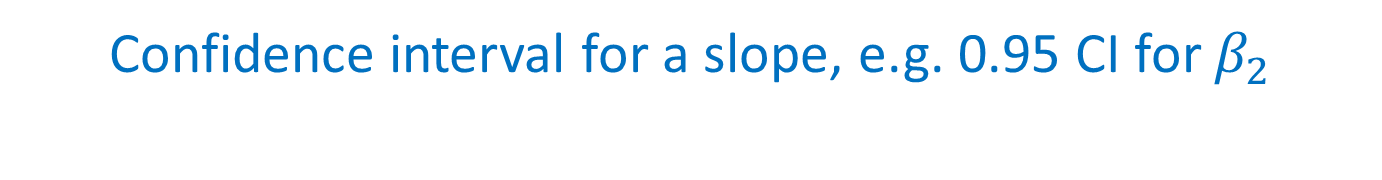 Confidence interval for a slope, e.g. 0.95 CI for β₂